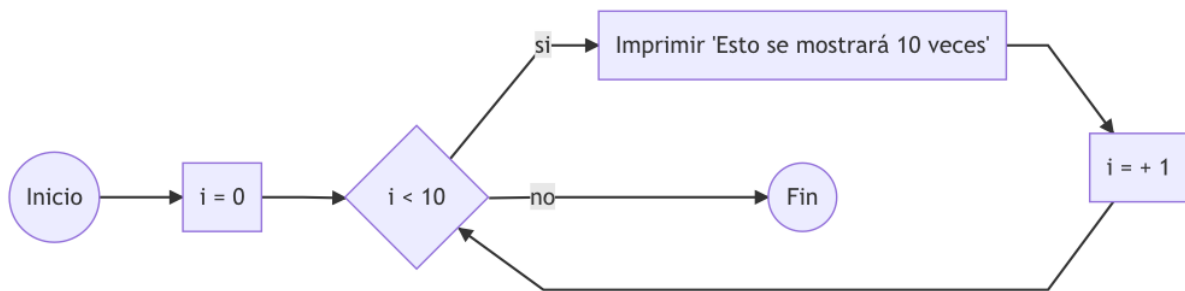 Inicio
i = 0
i < 10
si
Imprimir 'Esto se mostrará 10 veces'
i = + 1
no
Fin